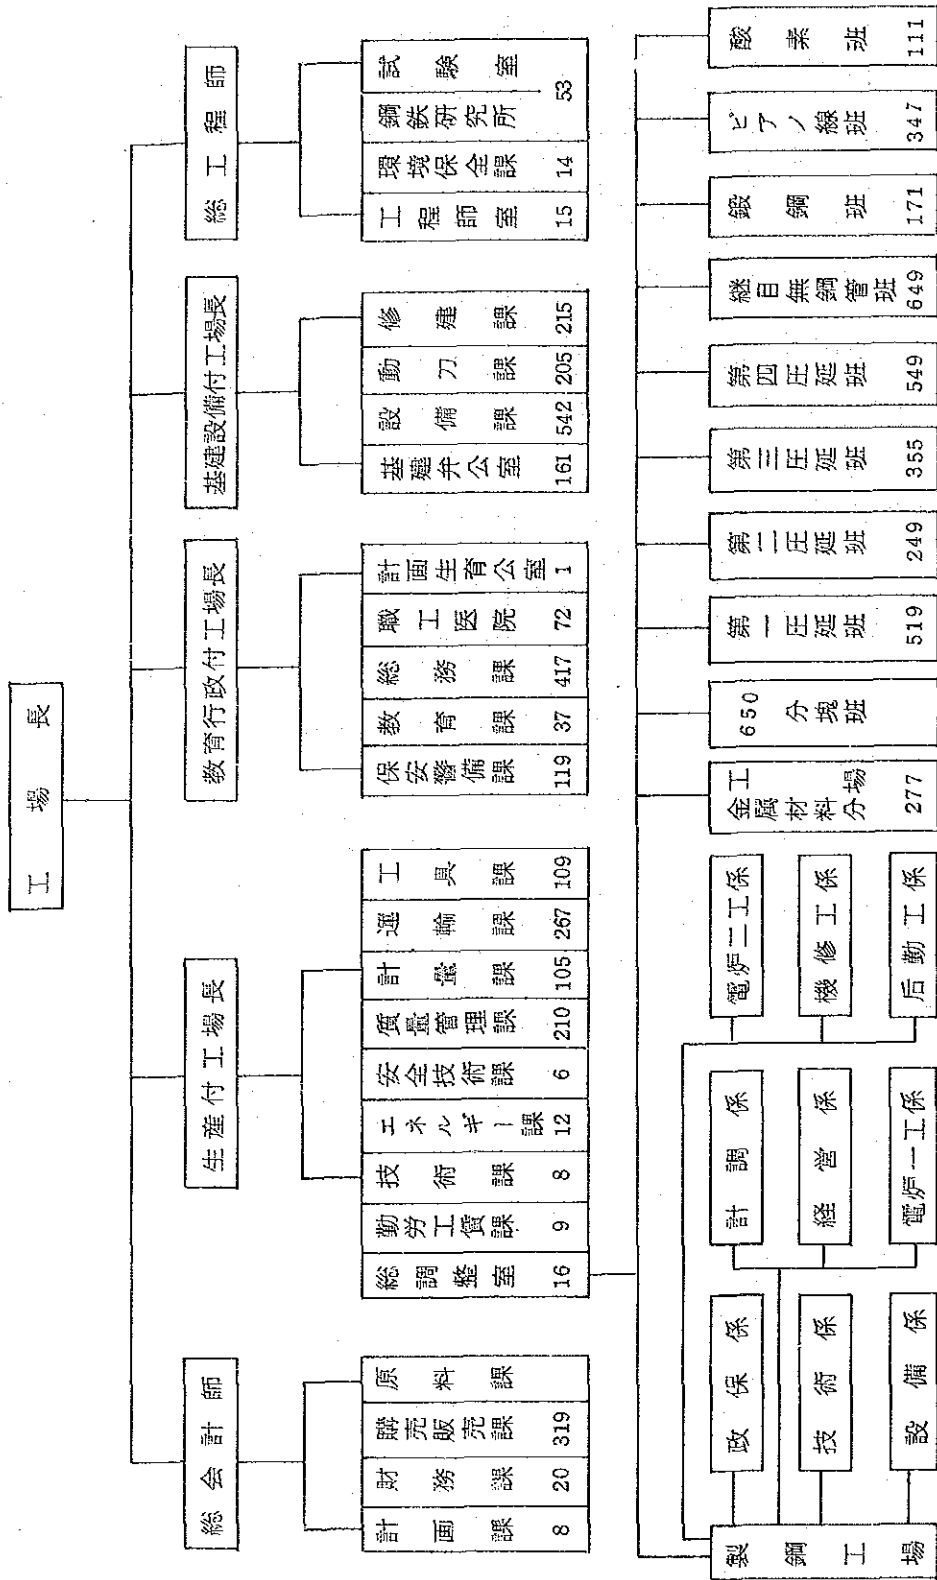 工場長
総会計師
生産付工場長
教育行政付工場長
基建設備付工場長
総工程師
計画課 8
財務課 20
購売販売課 319
原料課
総調整室 16
勤労工賃課 9
技術課 8
エネルギー課 12
安全技術課 6
質量管理課 210
計量課 105
運輸課 267
工具課 109
保安警備課 119
教育課 37
総務課 417
職工医院 72
計画生育公室 1
基建弁公室 161
設備課 542
動力課 205
修建課 215
工程師室 15
環境保全課 14
鋼鉄研究所
試験室
53
製鋼工場
政保係
技術係
設備係
計調係
経営係
電炉一工係
電炉二工係
機修工係
后勤工係
金属材料分工場 277
650分塊班
第一圧延班 519
第二圧延班 249
第三圧延班 355
第四圧延班 549
継目無鋼管班 649
鍛鋼班 171
ピアノ線班 347
酸素班 111